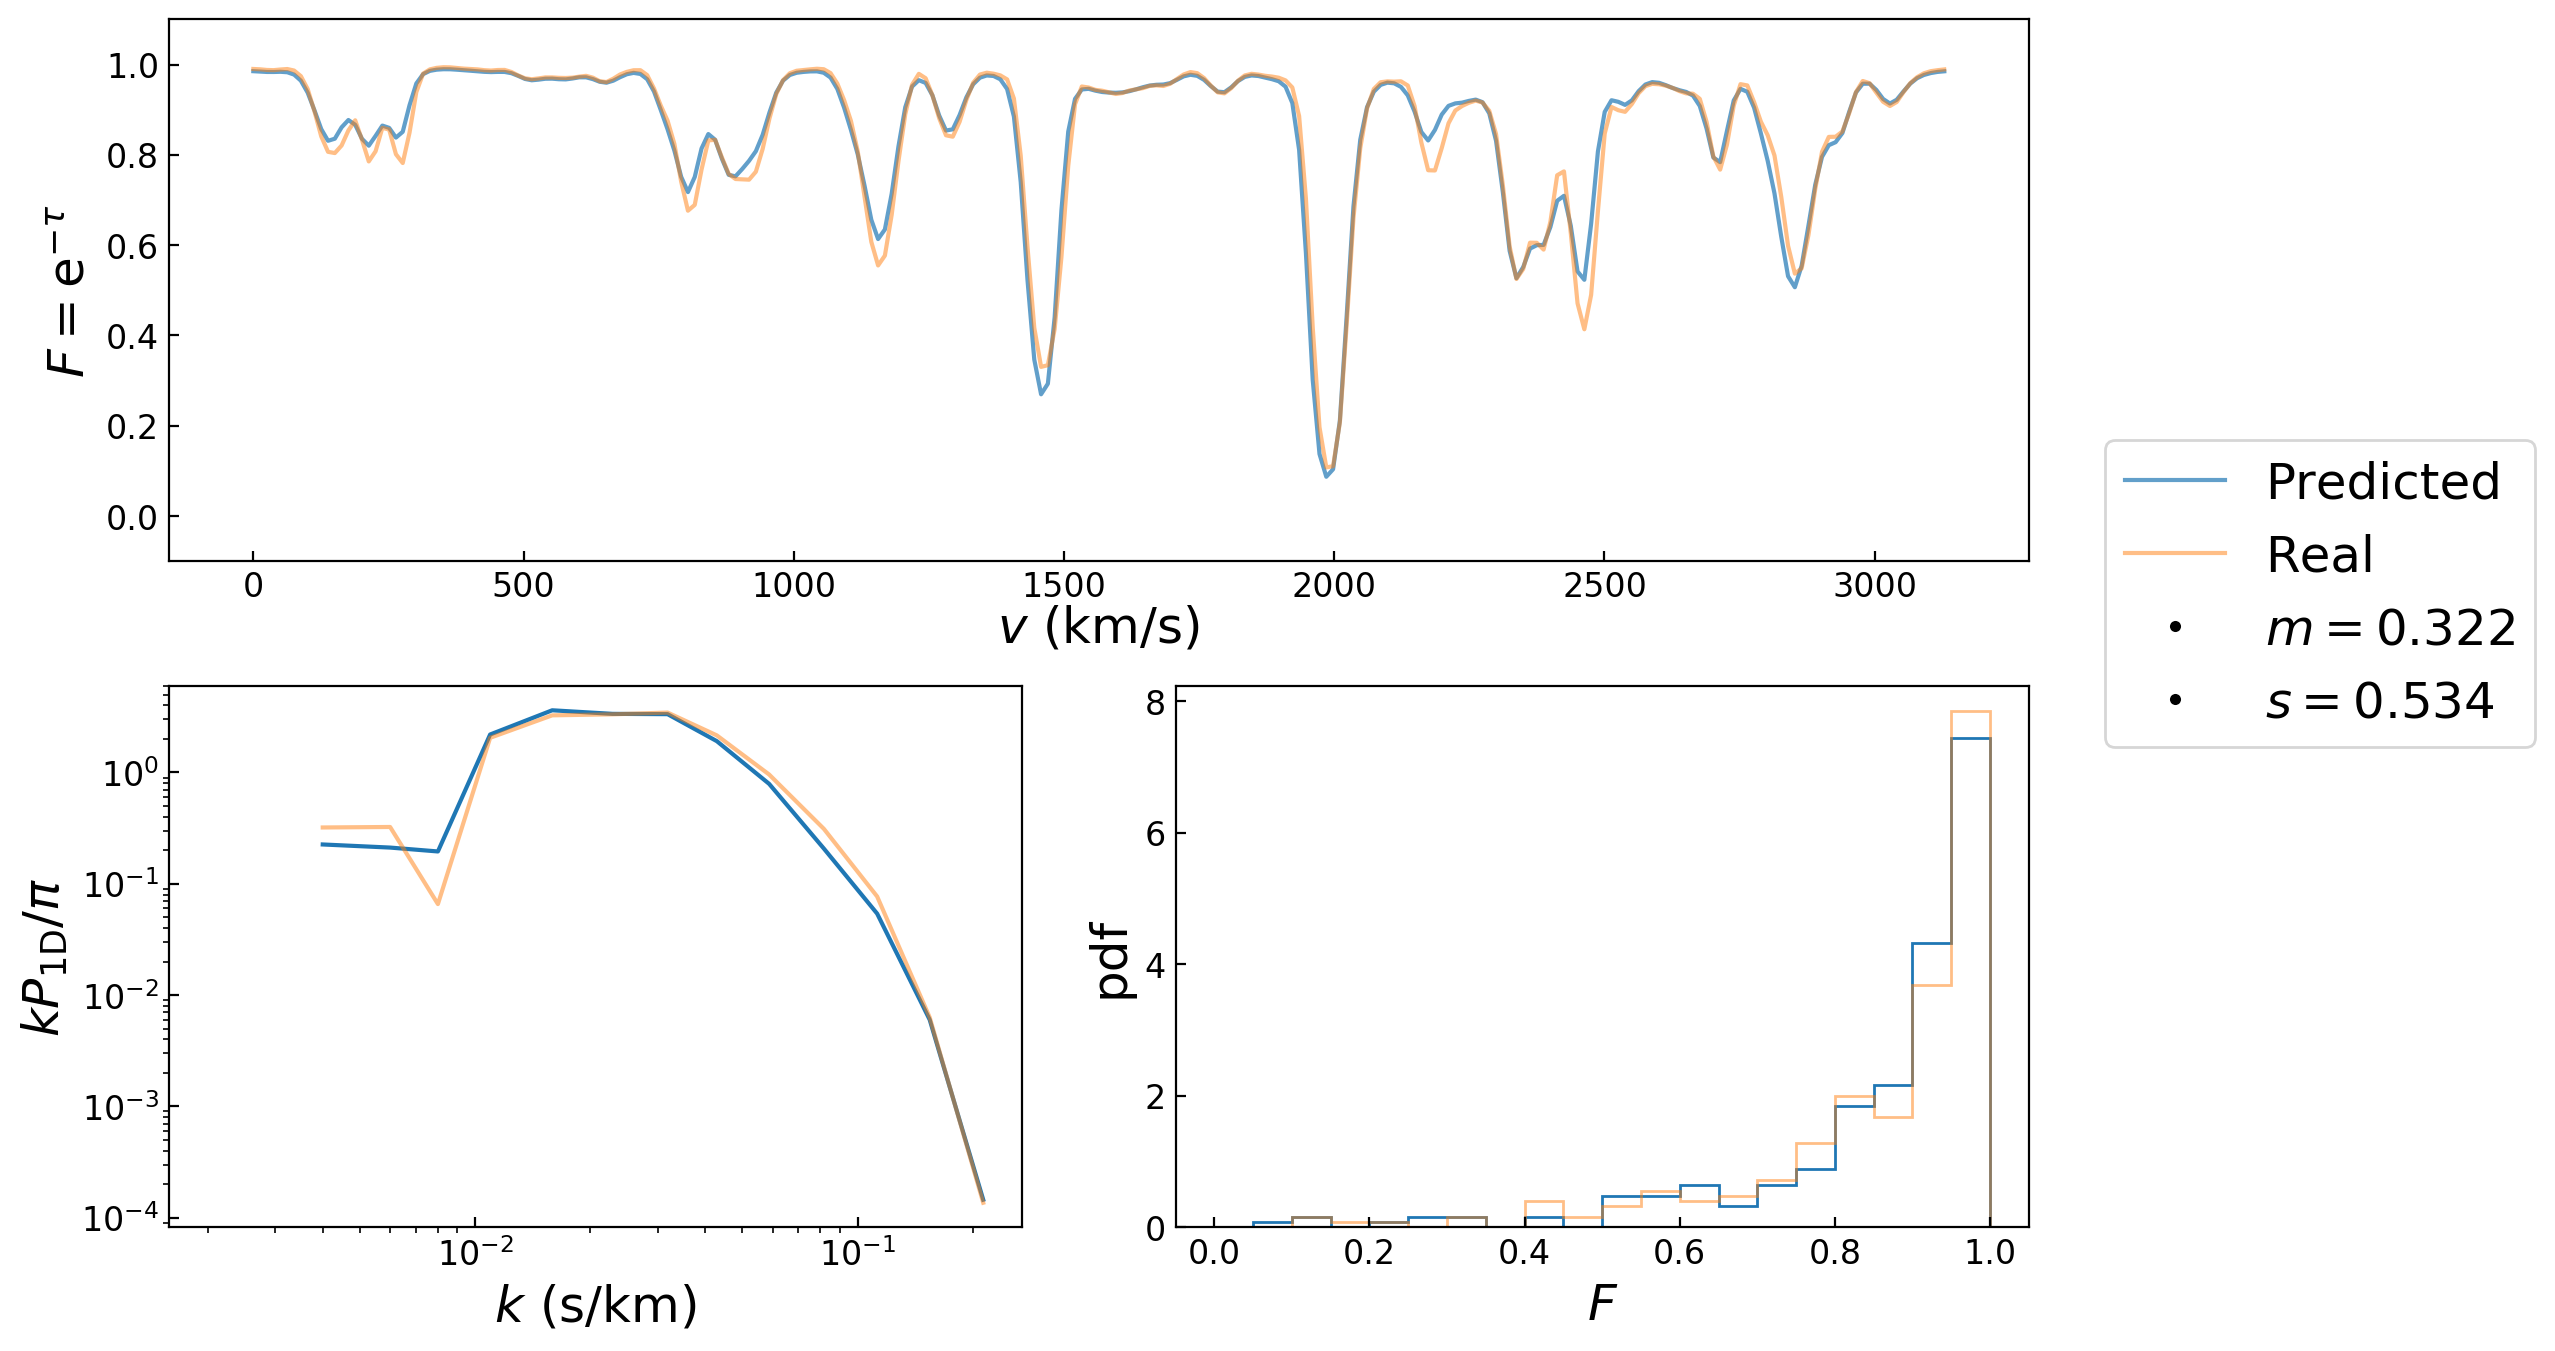 1.0
0.8
0.6
0.4
0.2
0.0
F = e^{−τ}
0 500 1000 1500 2000 2500 3000
v (km/s)
Predicted
Real
m = 0.322
s = 0.534
10^0
10^{−1}
10^{−2}
10^{−3}
10^{−4}
kP_{1D}/π
10^{−2} 10^{−1}
k (s/km)
8
6
4
2
0
pdf
0.0 0.2 0.4 0.6 0.8 1.0
F